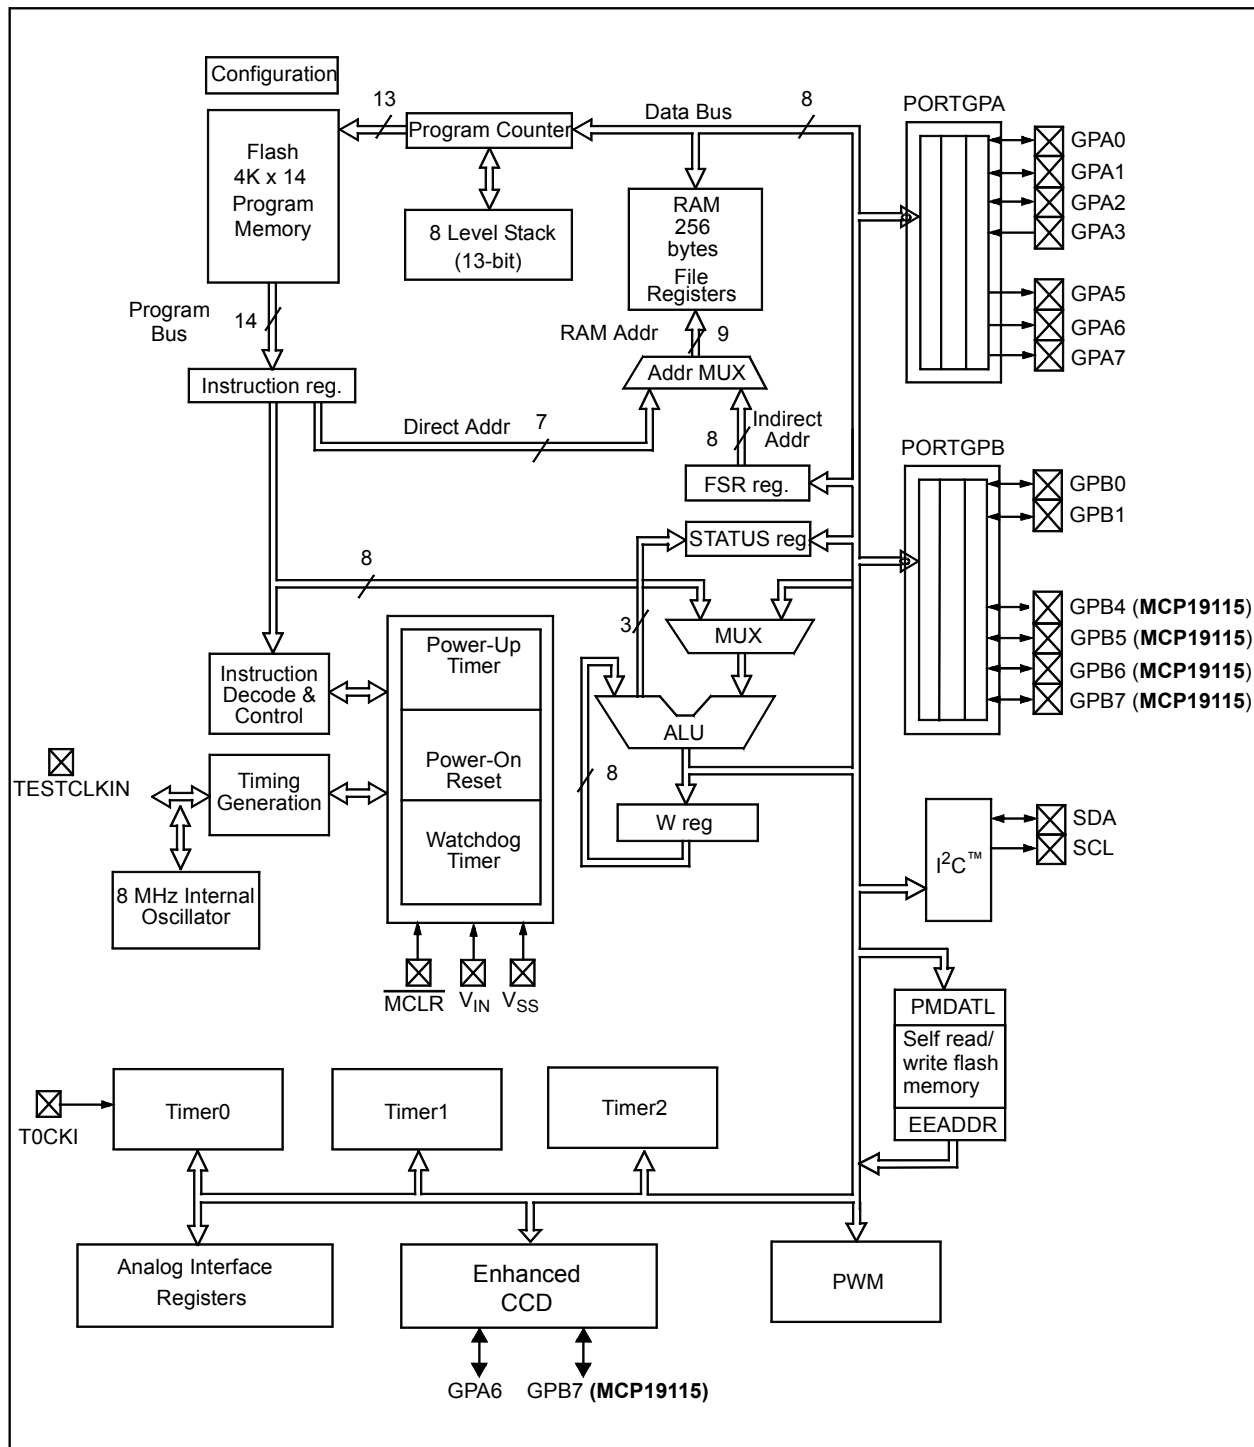 Configuration
13
Data Bus
8
PORTGPA
Flash
4K x 14
Program
Memory
Program Counter
8 Level Stack
(13-bit)
RAM
256
bytes
File
Registers
GPA0
GPA1
GPA2
GPA3
GPA5
GPA6
GPA7
Program
Bus
14
RAM Addr
9
Addr MUX
Instruction reg.
Direct Addr
7
8
Indirect
Addr
FSR reg.
PORTGPB
GPB0
GPB1
STATUS reg
8
3
MUX
GPB4 (MCP19115)
GPB5 (MCP19115)
GPB6 (MCP19115)
GPB7 (MCP19115)
Instruction
Decode &
Control
Power-Up
Timer
ALU
TESTCLKIN
Timing
Generation
Power-On
Reset
8
W reg
Watchdog
Timer
8 MHz Internal
Oscillator
I2C™
SDA
SCL
MCLR
VIN
VSS
PMDATL
Self read/
write flash
memory
EEADDR
T0CKI
Timer0
Timer1
Timer2
Analog Interface
Registers
Enhanced
CCD
PWM
GPA6
GPB7 (MCP19115)